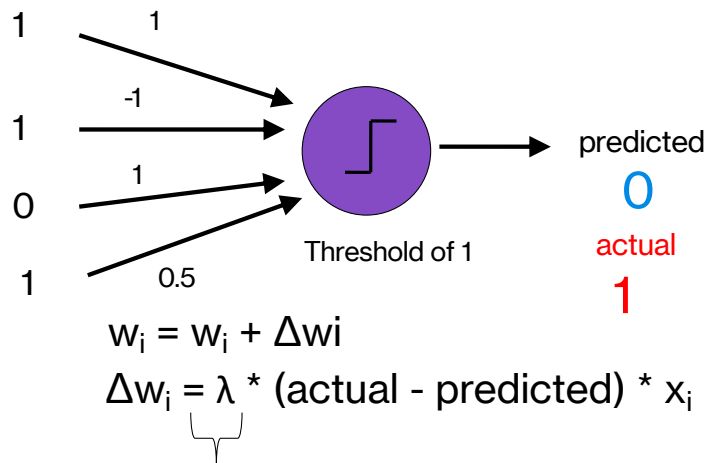 1
1
1
-1
predicted
1
0
0
Threshold of 1
actual
1
0.5
1
wᵢ = wᵢ + Δwi
Δwᵢ = λ * (actual - predicted) * xᵢ